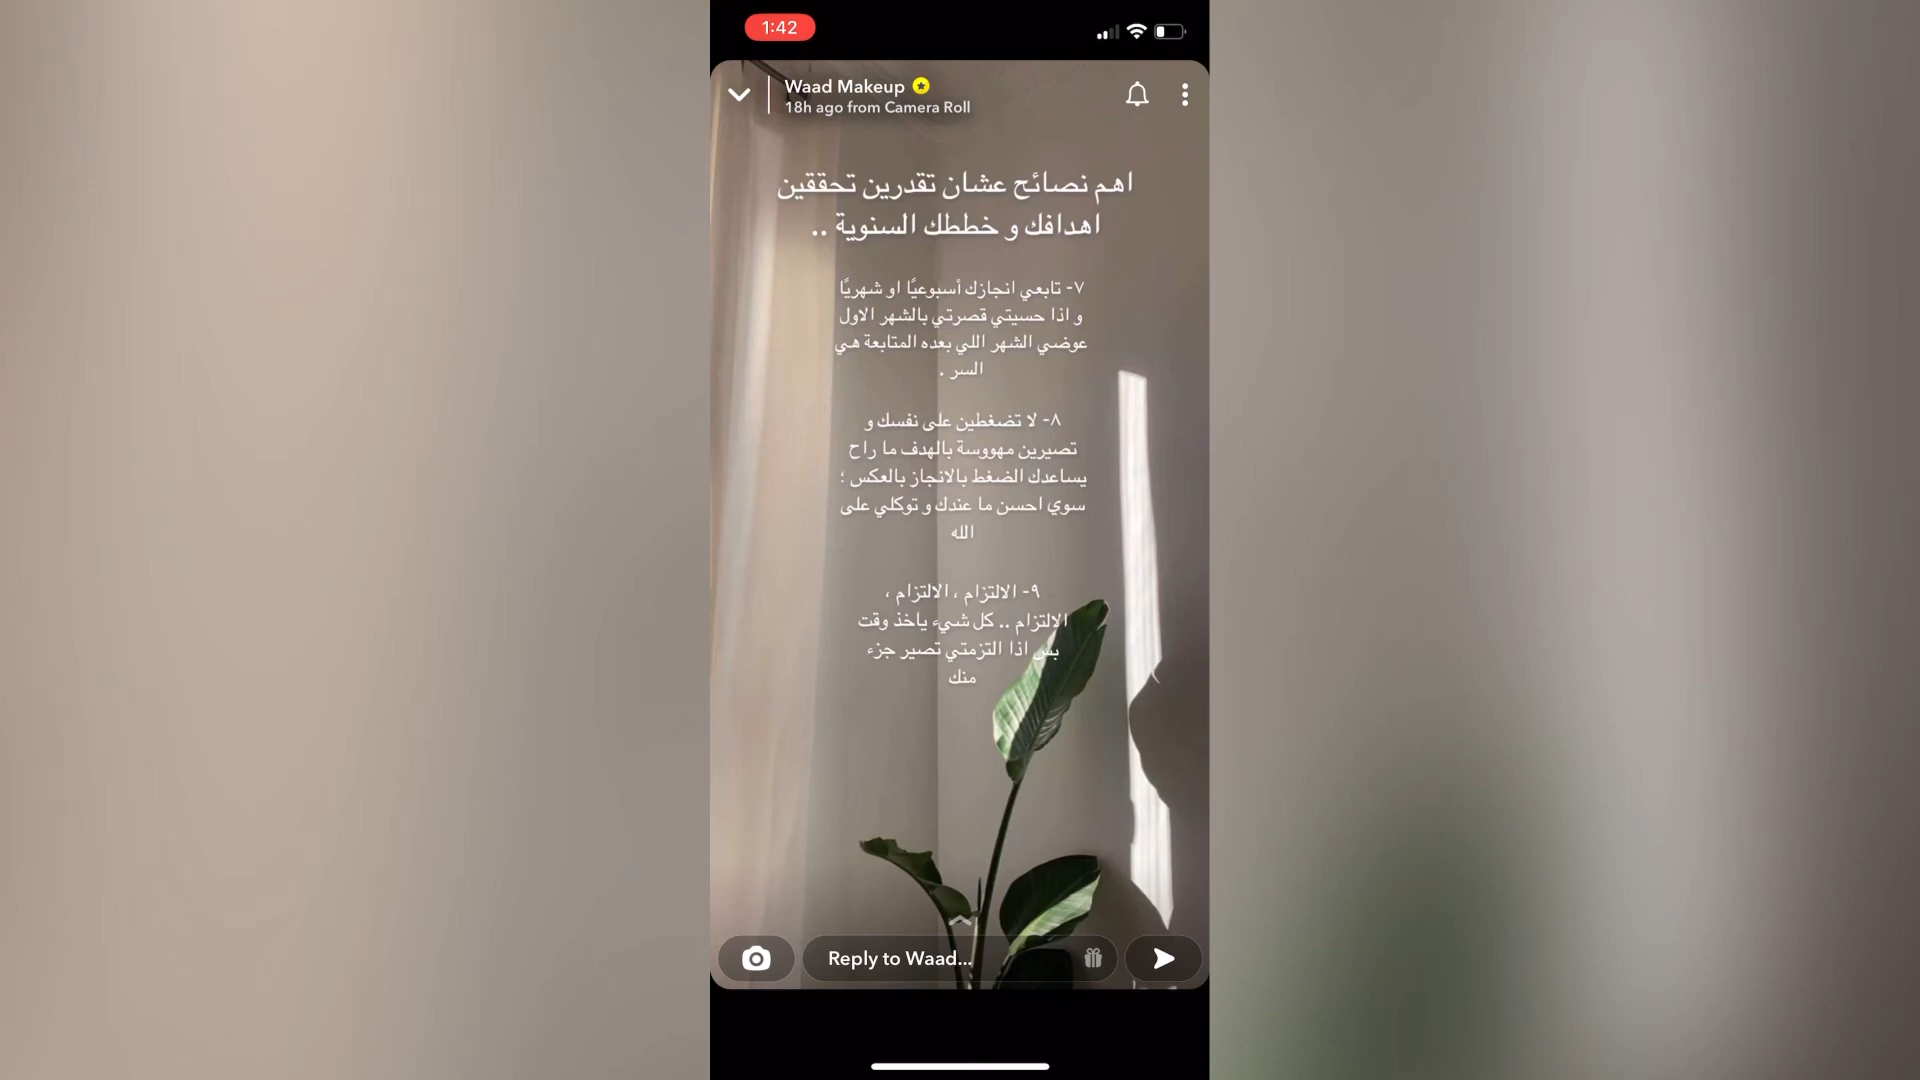 1:42
Waad Makeup
18h ago from Camera Roll
اهم نصائح عشان تقدرين تحققين
اهدافك و خططك السنوية ..
٧- تابعي انجازك أسبوعيًا او شهريًا
و اذا حسيتي قصرتي بالشهر الاول
عوضي الشهر اللي بعده المتابعة هي
السر .
٨- لا تضغطين على نفسك و
تصيرين مهووسة بالهدف ما راح
يساعدك الضغط بالانجاز بالعكس ؛
سوي احسن ما عندك و توكلي على
الله
٩- الالتزام ، الالتزام ،
الالتزام .. كل شيء ياخذ وقت
بس اذا التزمتي تصير جزء
منك
Reply to Waad...